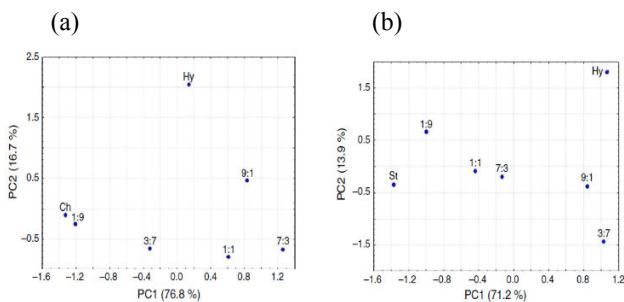 (a)
(b)
PC2 (16.7 %)
2.5
1.5
0.5
−0.5
Hy
9:1
Ch
1:9
3:7
1:1
7:3
−1.6 −1.2 −0.8 −0.4 0.0 0.4 0.8 1.2 1.6
PC1 (76.8 %)
PC2 (13.9 %)
1.5
0.5
−0.5
−1.5
Hy
1:9
1:1
7:3
St
9:1
3:7
−1.6 −1.2 −0.8 −0.4 0.0 0.4 0.8 1.2
PC1 (71.2 %)